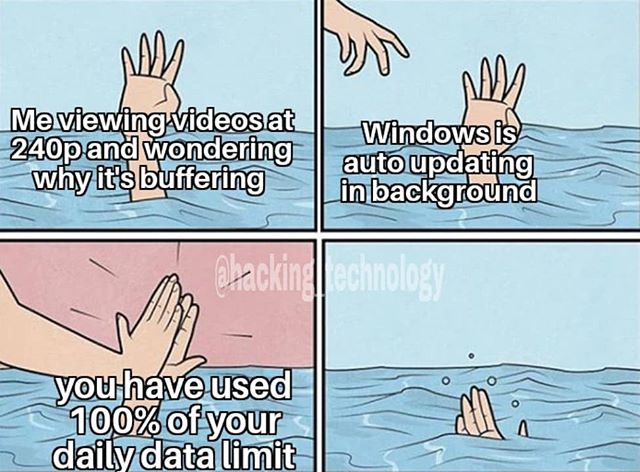 Me viewing videos at
240p and wondering
why it's buffering
Windows is
auto updating
in background
@hacking_technology
you have used
100% of your
daily data limit